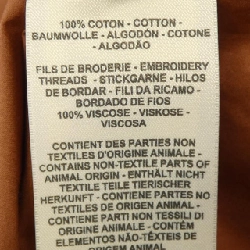 100% COTON - COTTON -
BAUMWOLLE - ALGODÓN - COTONE
- ALGODÃO
FILS DE BRODERIE - EMBROIDERY
THREADS - STICKGARNE - HILOS
DE BORDAR - FILI DA RICAMO -
BORDADO DE FIOS
100% VISCOSE - VISKOSE -
VISCOSA
CONTIENT DES PARTIES NON
TEXTILES D'ORIGINE ANIMALE -
CONTAINS NON-TEXTILE PARTS OF
ANIMAL ORIGIN - ENTHÄLT NICHT
TEXTILE TEILE TIERISCHER
HERKUNFT - CONTIENE PARTES NO
TEXTILES DE ORIGEN ANIMAL -
CONTIENE PARTI NON TESSILI DI
ORIGINE ANIMALE - CONTÉM
ELEMENTOS NÃO-TÊXTEIS DE
ORIGEM ANIMAL